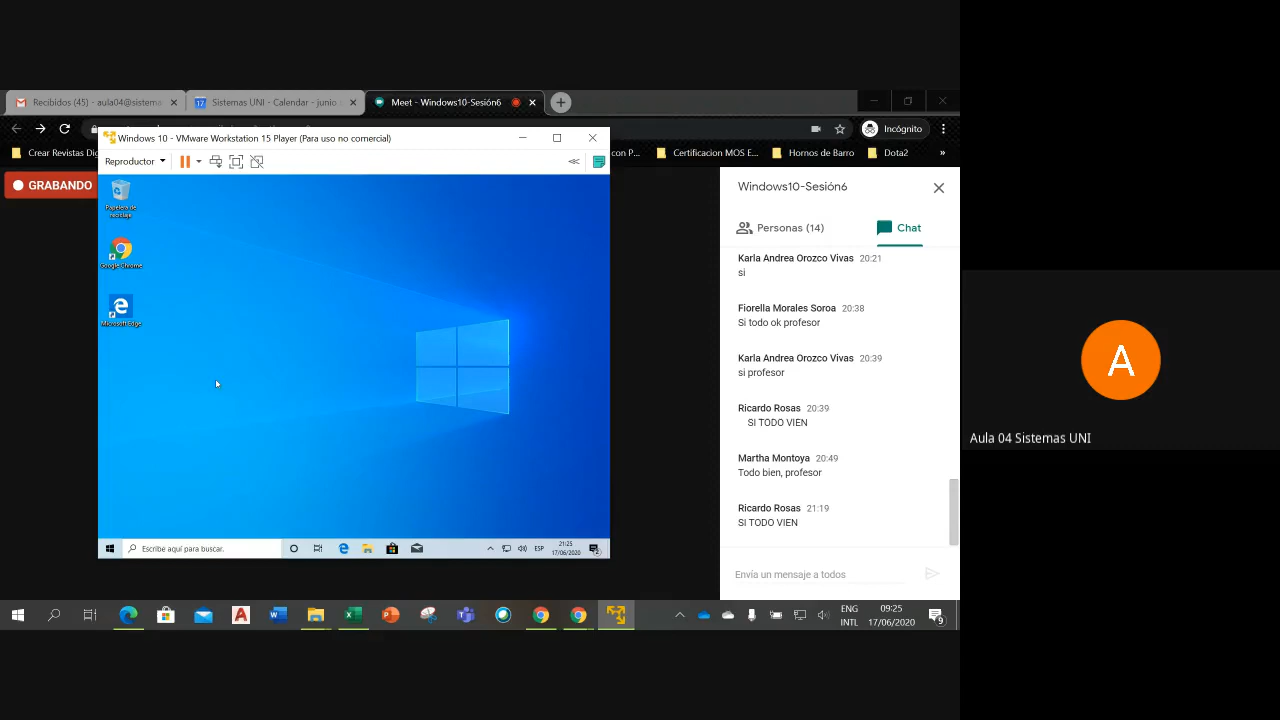 Recibidos (45) - aula04@sistema
Sistemas UNI - Calendar - junio
Meet - Windows10-Sesión6
Incógnito
Crear Revistas Dig
con P...
Certificacion MOS E...
Hornos de Barro
Dota2
»
GRABANDO
Windows 10 - VMware Workstation 15 Player (Para uso no comercial)
Reproductor
Papelera de
reciclaje
Google Chrome
Microsoft Edge
Escribe aquí para buscar.
ESP
21:25
17/06/2020
Windows10-Sesión6
Personas (14)
Chat
Karla Andrea Orozco Vivas 20:21
si
Fiorella Morales Soroa 20:38
Si todo ok profesor
Karla Andrea Orozco Vivas 20:39
si profesor
Ricardo Rosas 20:39
SI TODO VIEN
Martha Montoya 20:49
Todo bien, profesor
Ricardo Rosas 21:19
SI TODO VIEN
Envía un mensaje a todos
ENG
INTL
09:25
17/06/2020
9
A
Aula 04 Sistemas UNI